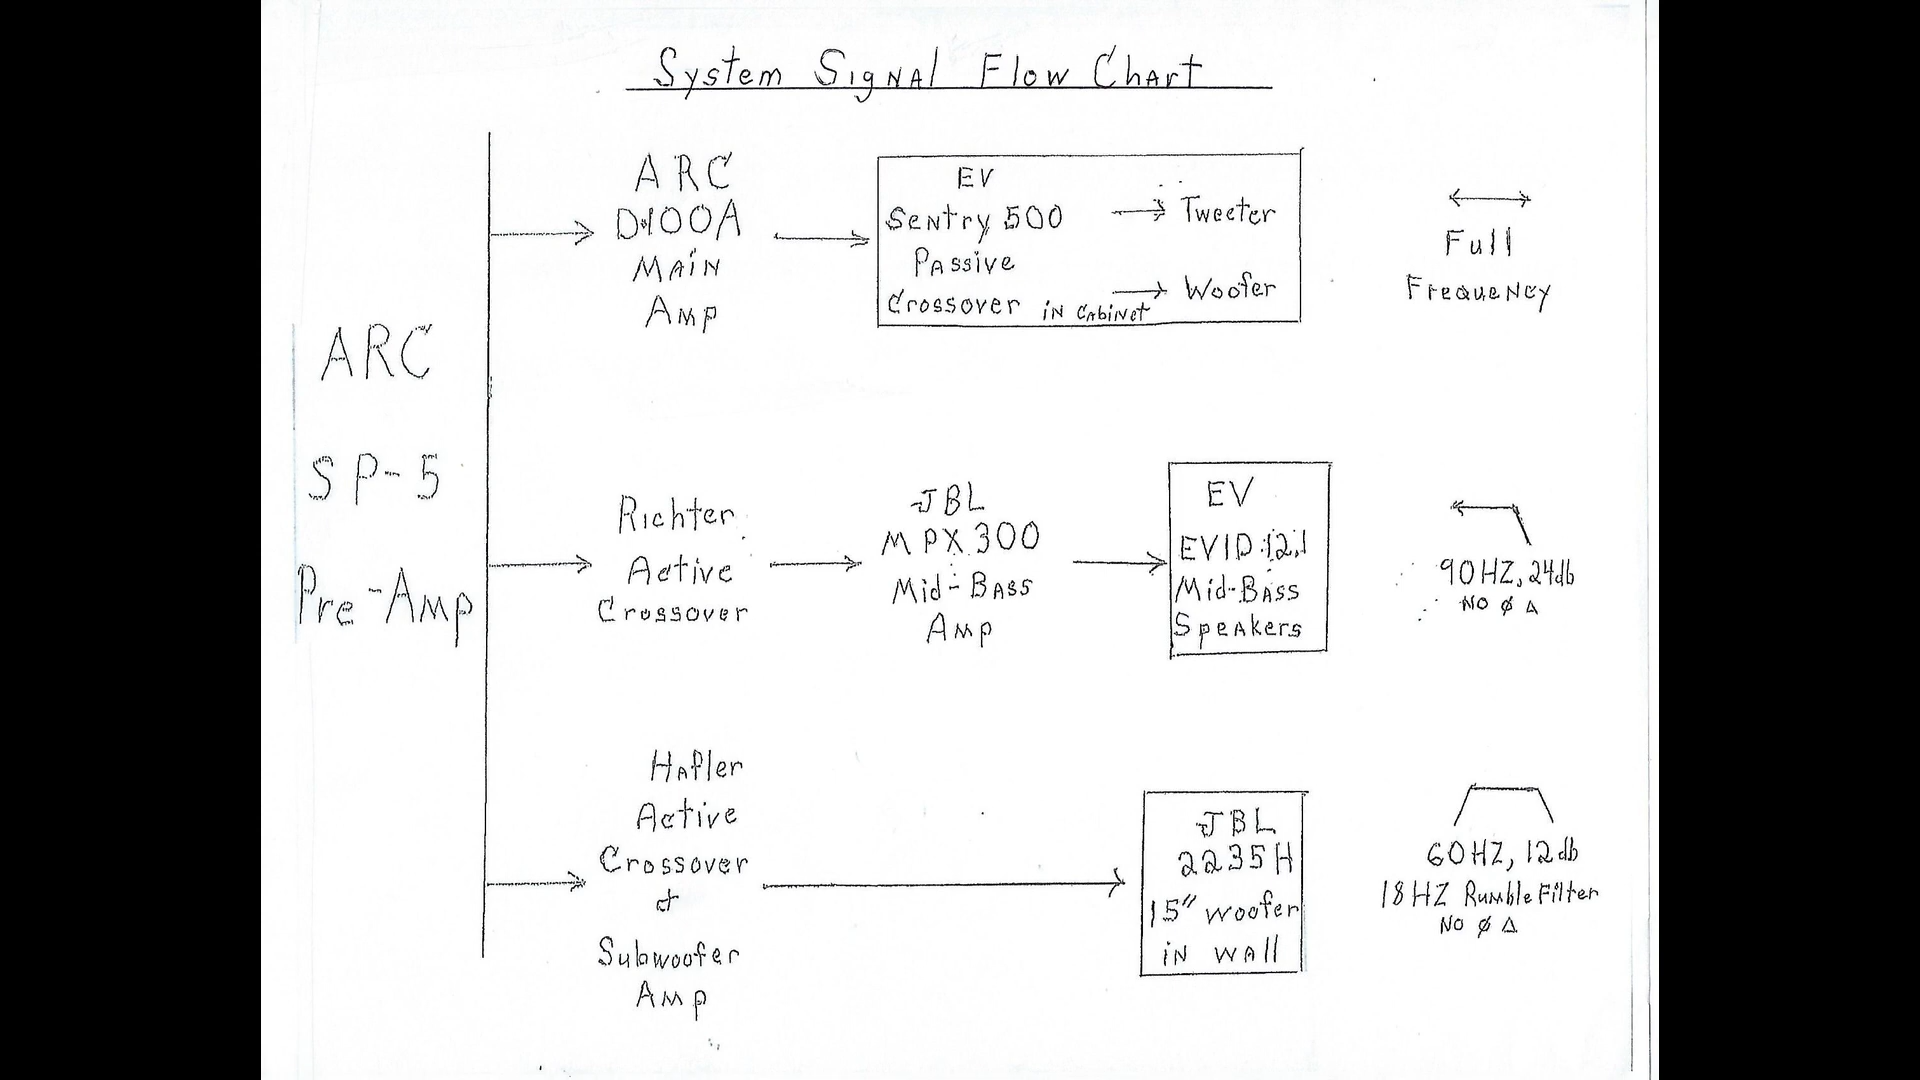 System Signal Flow Chart
ARC
SP-5
Pre-Amp
ARC
D-100A
Main
Amp
EV
Sentry 500
Passive
Crossover in Cabinet
Tweeter
Woofer
Full
Frequency
Richter
Active
Crossover
JBL
MPX 300
Mid-Bass
Amp
EV
EVID 12.1
Mid-Bass
Speakers
90HZ, 24db
NO Ø Δ
Hafler
Active
Crossover
&
Subwoofer
Amp
JBL
2235H
15" woofer
in wall
60HZ, 12db
18HZ Rumble Filter
NO Ø Δ